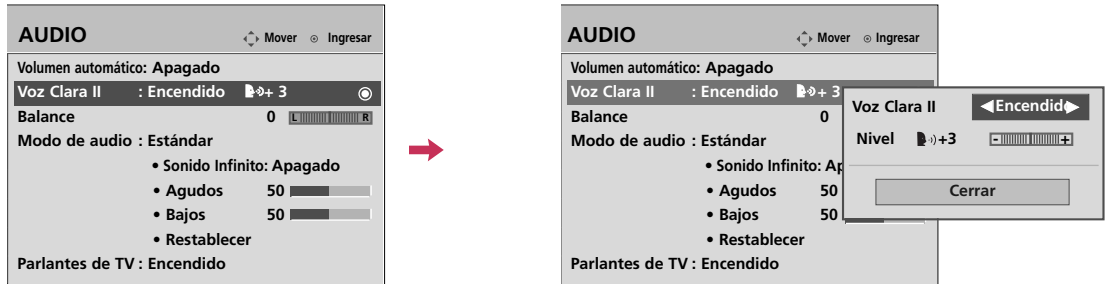 AUDIO
Mover
Ingresar
Volumen automático: Apagado
Voz Clara II : Encendido + 3
Balance 0 L R
Modo de audio : Estándar
• Sonido Infinito: Apagado
• Agudos 50
• Bajos 50
• Restablecer
Parlantes de TV : Encendido
AUDIO
Mover
Ingresar
Volumen automático: Apagado
Voz Clara II : Encendido + 3
Balance 0
Modo de audio : Estándar
• Sonido Infinito: Ap
• Agudos 50
• Bajos 50
• Restablecer
Parlantes de TV : Encendido
Voz Clara II ◀Encendido▶
Nivel +3 - +
Cerrar